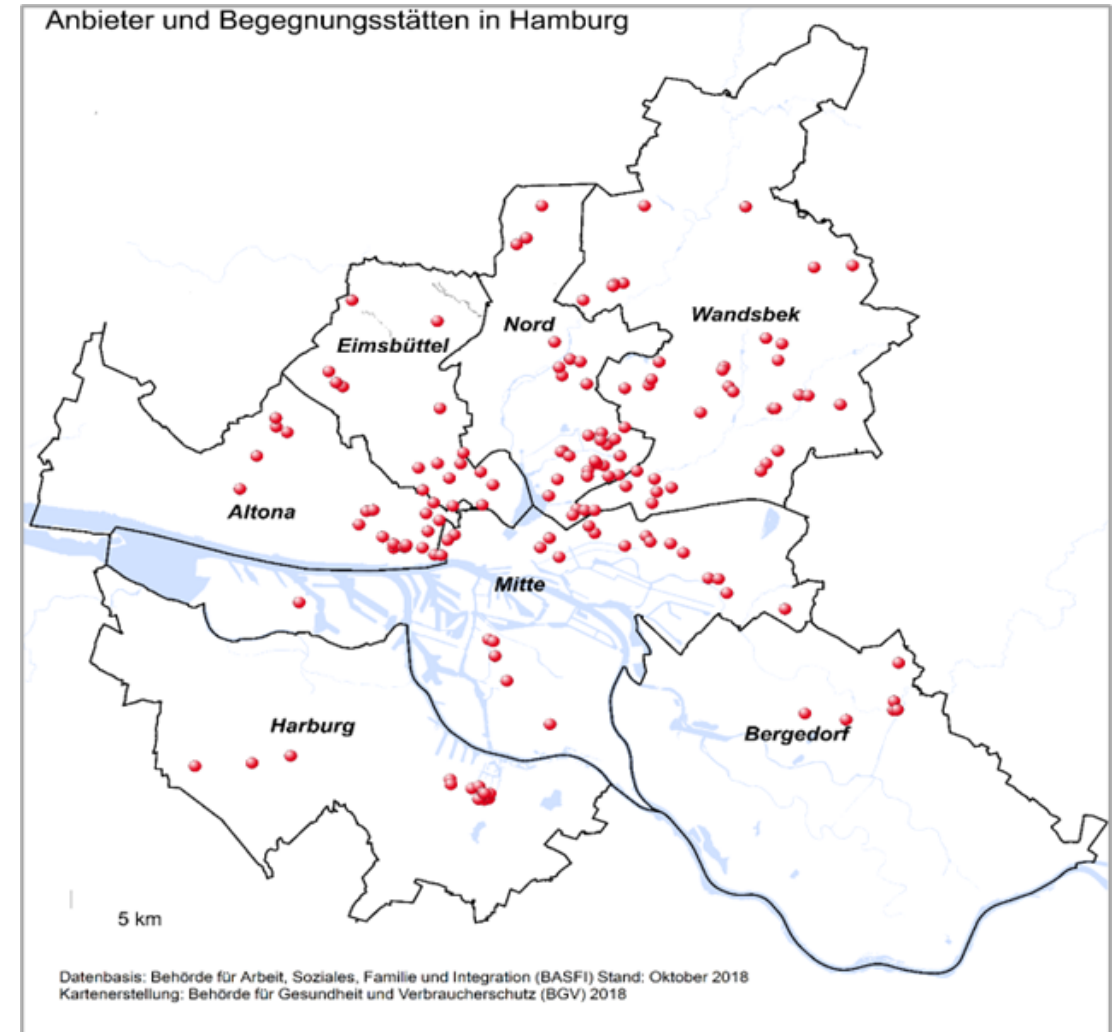 Anbieter und Begegnungsstätten in Hamburg
Nord
Wandsbek
Eimsbüttel
Altona
Mitte
Harburg
Bergedorf
5 km
Datenbasis: Behörde für Arbeit, Soziales, Familie und Integration (BASFI) Stand: Oktober 2018
Kartenerstellung: Behörde für Gesundheit und Verbraucherschutz (BGV) 2018